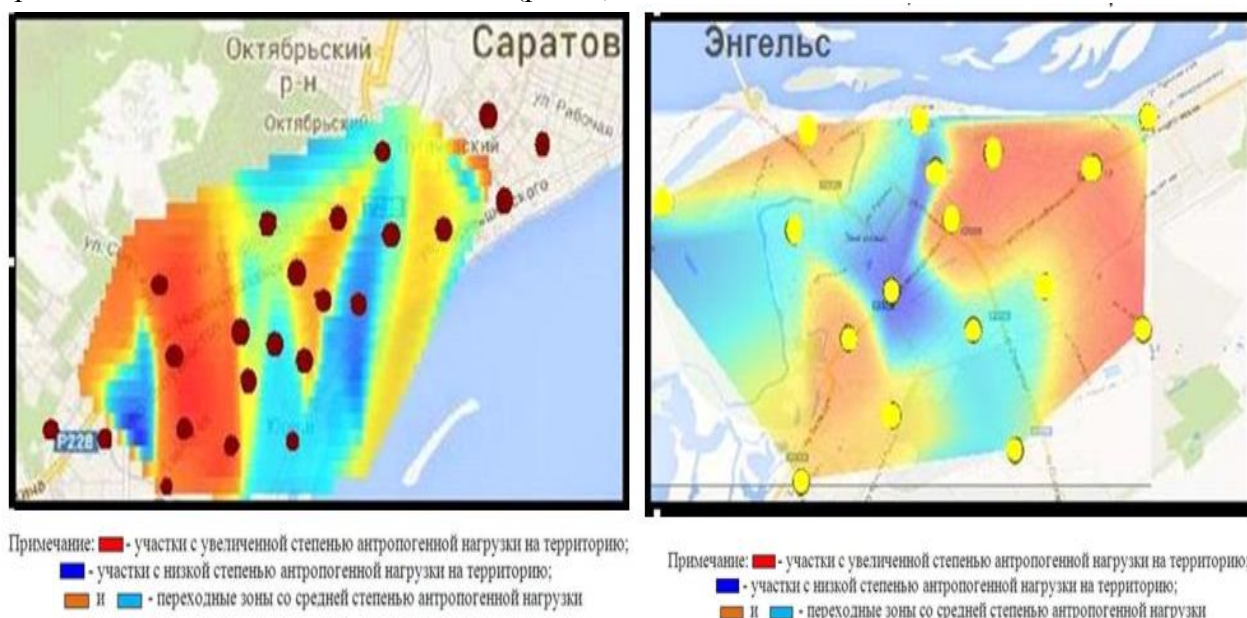 Октябрьский
р-н
Саратов
ул. Рабочая
Октябрьский
Р228
Примечание: - участки с увеличенной степенью антропогенной нагрузки на территорию;
- участки с низкой степенью антропогенной нагрузки на территорию;
и - переходные зоны со средней степенью антропогенной нагрузки
Энгельс
Примечание: - участки с увеличенной степенью антропогенной нагрузки на территорию;
- участки с низкой степенью антропогенной нагрузки на территорию;
и - переходные зоны со средней степенью антропогенной нагрузки